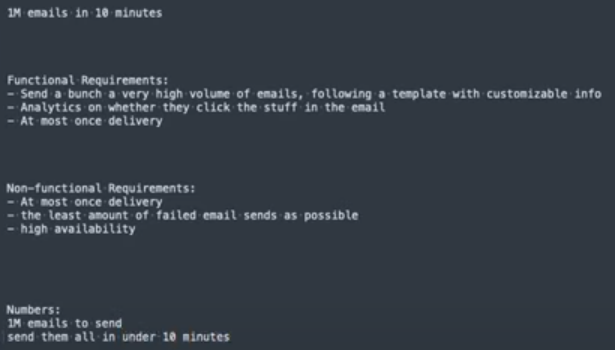 1M emails in 10 minutes
Functional Requirements:
- Send a bunch a very high volume of emails, following a template with customizable info
- Analytics on whether they click the stuff in the email
- At most once delivery
Non-functional Requirements:
- At most once delivery
- the least amount of failed email sends as possible
- high availability
Numbers:
1M emails to send
send them all in under 10 minutes